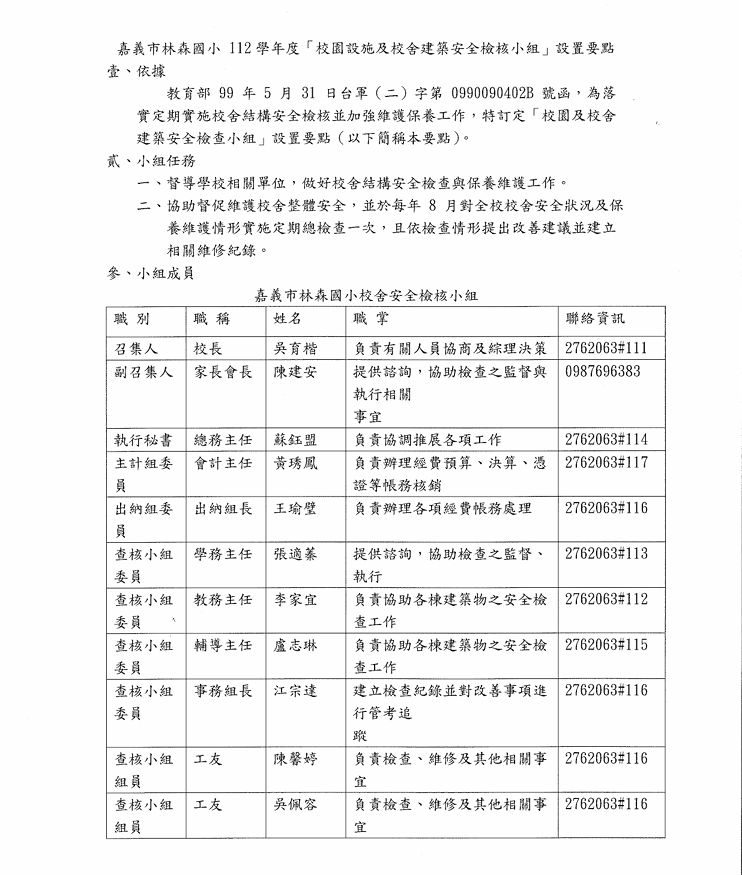 嘉義市林森國小 112 學年度「校園設施及校舍建築安全檢核小組」設置要點
壹、依據
教育部 99 年 5 月 31 日台軍（二）字第 0990090402B 號函，為落
實定期實施校舍結構安全檢核並加強維護保養工作，特訂定「校園及校舍
建築安全檢查小組」設置要點（以下簡稱本要點）。
貳、小組任務
一、督導學校相關單位，做好校舍結構安全檢查與保養維護工作。
二、協助督促維護校舍整體安全，並於每年 8 月對全校校舍安全狀況及保
養維護情形實施定期總檢查一次，且依檢查情形提出改善建議並建立
相關維修紀錄。
參、小組成員
嘉義市林森國小校舍安全檢核小組
職 別 職 稱 姓名 職 掌 聯絡資訊
召集人 校長 吳育楷 負責有關人員協商及綜理決策 2762063#111
副召集人 家長會長 陳建安 提供諮詢，協助檢查之監督與 0987696383
執行相關
事宜
執行秘書 總務主任 蘇鈺盟 負責協調推展各項工作 2762063#114
主計組委 會計主任 黃琇鳳 負責辦理經費預算、決算、憑 2762063#117
員 證等帳務核銷
出納組委 出納組長 王瑜璧 負責辦理各項經費帳務處理 2762063#116
員
查核小組 學務主任 張適蓁 提供諮詢，協助檢查之監督、 2762063#113
委員 執行
查核小組 教務主任 李家宜 負責協助各棟建築物之安全檢 2762063#112
委員 查工作
查核小組 輔導主任 盧志琳 負責協助各棟建築物之安全檢 2762063#115
委員 查工作
查核小組 事務組長 江宗達 建立檢查紀錄並對改善事項進 2762063#116
委員 行管考追
蹤
查核小組 工友 陳馨婷 負責檢查、維修及其他相關事 2762063#116
組員 宜
查核小組 工友 吳佩容 負責檢查、維修及其他相關事 2762063#116
組員 宜